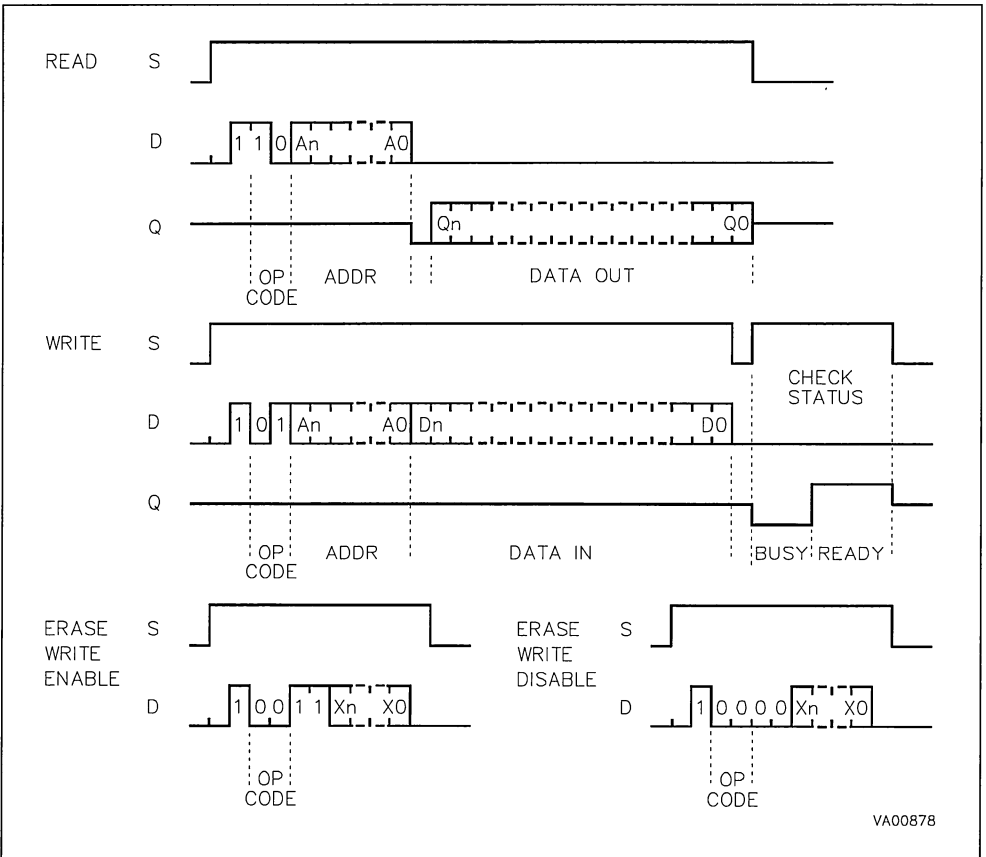 READ S
D 1 1 0 An A0
Q Qn Q0
OP CODE ADDR DATA OUT
WRITE S
CHECK STATUS
D 1 0 1 An A0 Dn D0
Q
OP CODE ADDR DATA IN BUSY READY
ERASE WRITE ENABLE S
D 1 0 0 1 1 Xn X0
OP CODE
ERASE WRITE DISABLE S
D 1 0 0 0 0 Xn X0
OP CODE
VA00878